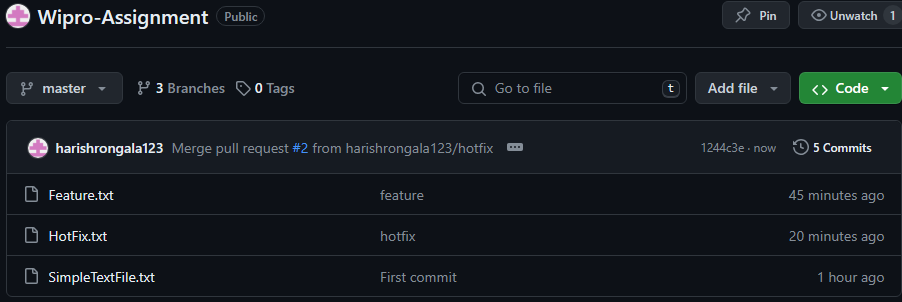 Wipro-Assignment Public Pin Unwatch 1
master 3 Branches 0 Tags Go to file t Add file Code
harishrongala123 Merge pull request #2 from harishrongala123/hotfix 1244c3e · now 5 Commits
Feature.txt feature 45 minutes ago
HotFix.txt hotfix 20 minutes ago
SimpleTextFile.txt First commit 1 hour ago